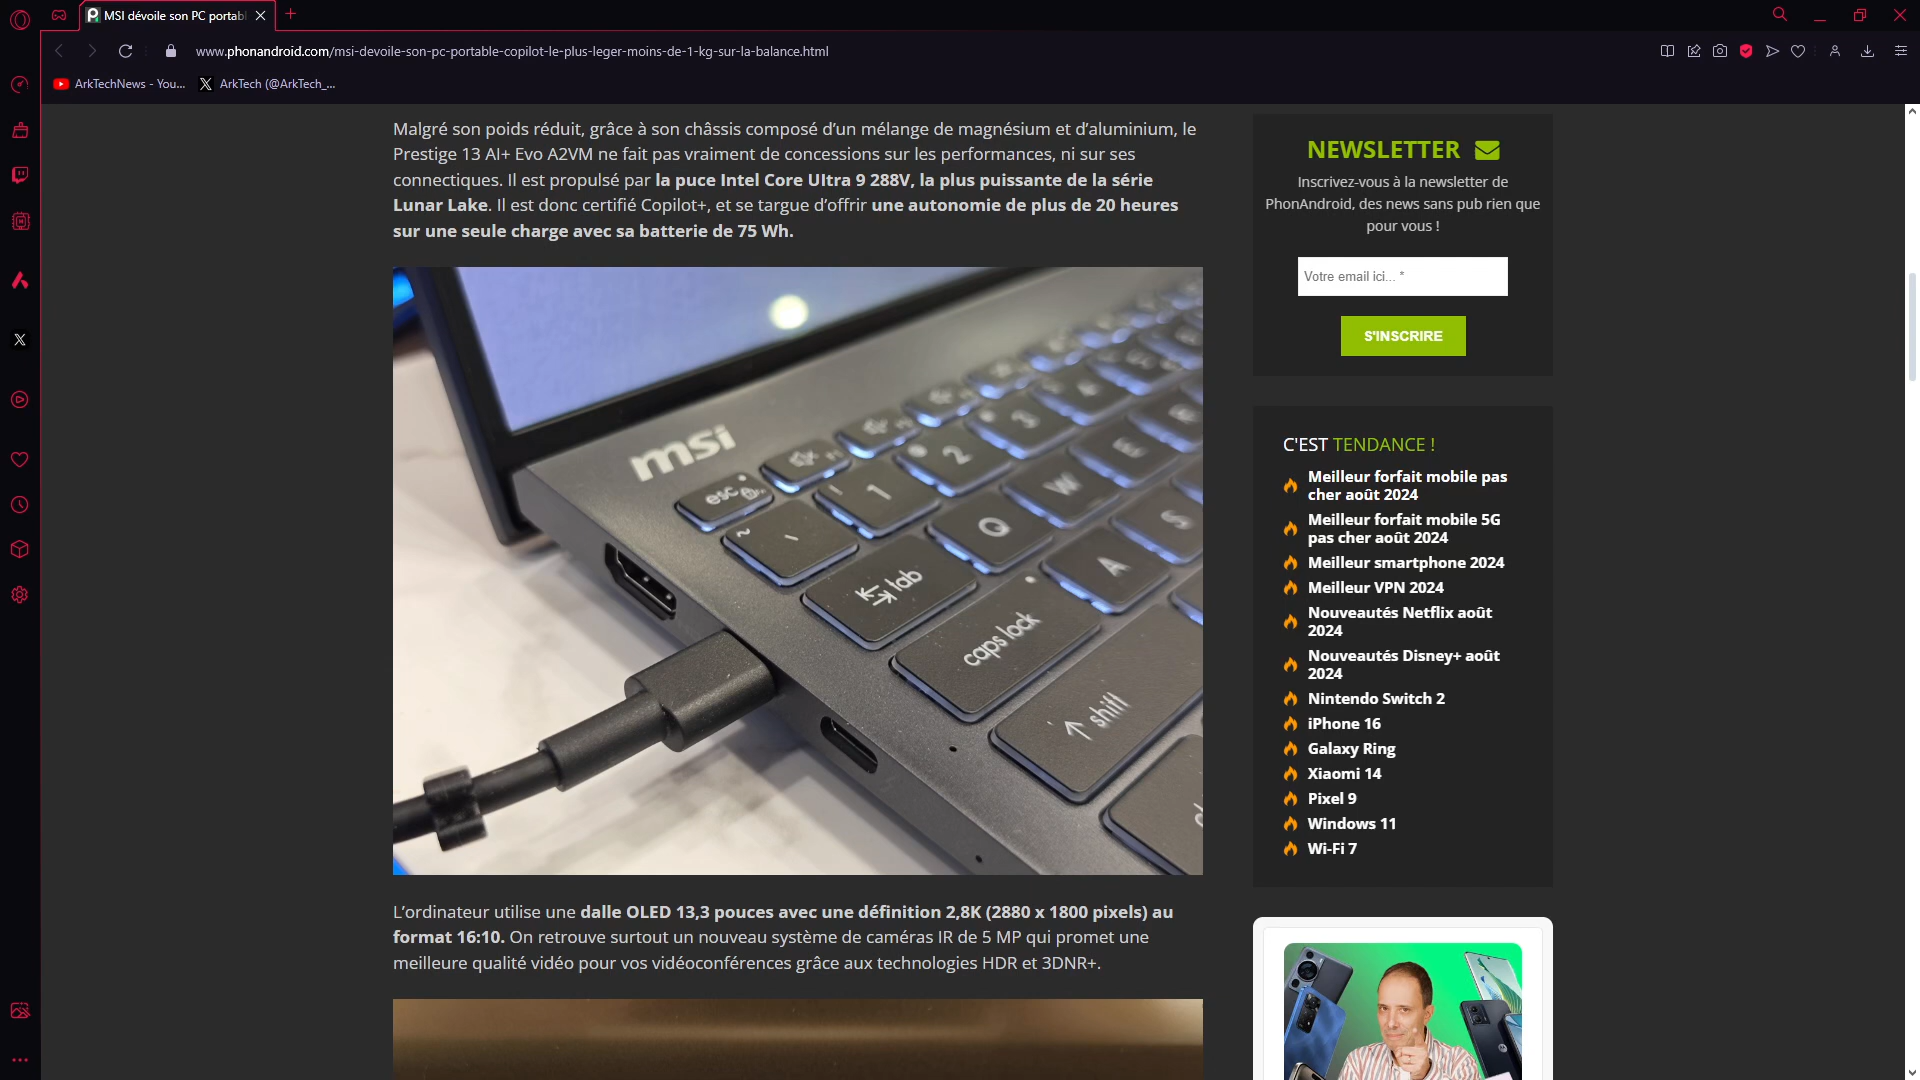 MSI dévoile son PC portabl
www.phonandroid.com/msi-devoile-son-pc-portable-copilot-le-plus-leger-moins-de-1-kg-sur-la-balance.html
ArkTechNews - You...
ArkTech (@ArkTech_...
Malgré son poids réduit, grâce à son châssis composé d’un mélange de magnésium et d’aluminium, le
Prestige 13 AI+ Evo A2VM ne fait pas vraiment de concessions sur les performances, ni sur ses
connectiques. Il est propulsé par la puce Intel Core Ultra 9 288V, la plus puissante de la série
Lunar Lake. Il est donc certifié Copilot+, et se targue d’offrir une autonomie de plus de 20 heures
sur une seule charge avec sa batterie de 75 Wh.
msi
esc
1
2
3
Q
W
E
R
tab
A
S
caps lock
shift
L’ordinateur utilise une dalle OLED 13,3 pouces avec une définition 2,8K (2880 x 1800 pixels) au
format 16:10. On retrouve surtout un nouveau système de caméras IR de 5 MP qui promet une
meilleure qualité vidéo pour vos vidéoconférences grâce aux technologies HDR et 3DNR+.
NEWSLETTER
Inscrivez-vous à la newsletter de
PhonAndroid, des news sans pub rien que
pour vous !
Votre email ici... *
S'INSCRIRE
C'EST TENDANCE !
Meilleur forfait mobile pas
cher août 2024
Meilleur forfait mobile 5G
pas cher août 2024
Meilleur smartphone 2024
Meilleur VPN 2024
Nouveautés Netflix août
2024
Nouveautés Disney+ août
2024
Nintendo Switch 2
iPhone 16
Galaxy Ring
Xiaomi 14
Pixel 9
Windows 11
Wi-Fi 7